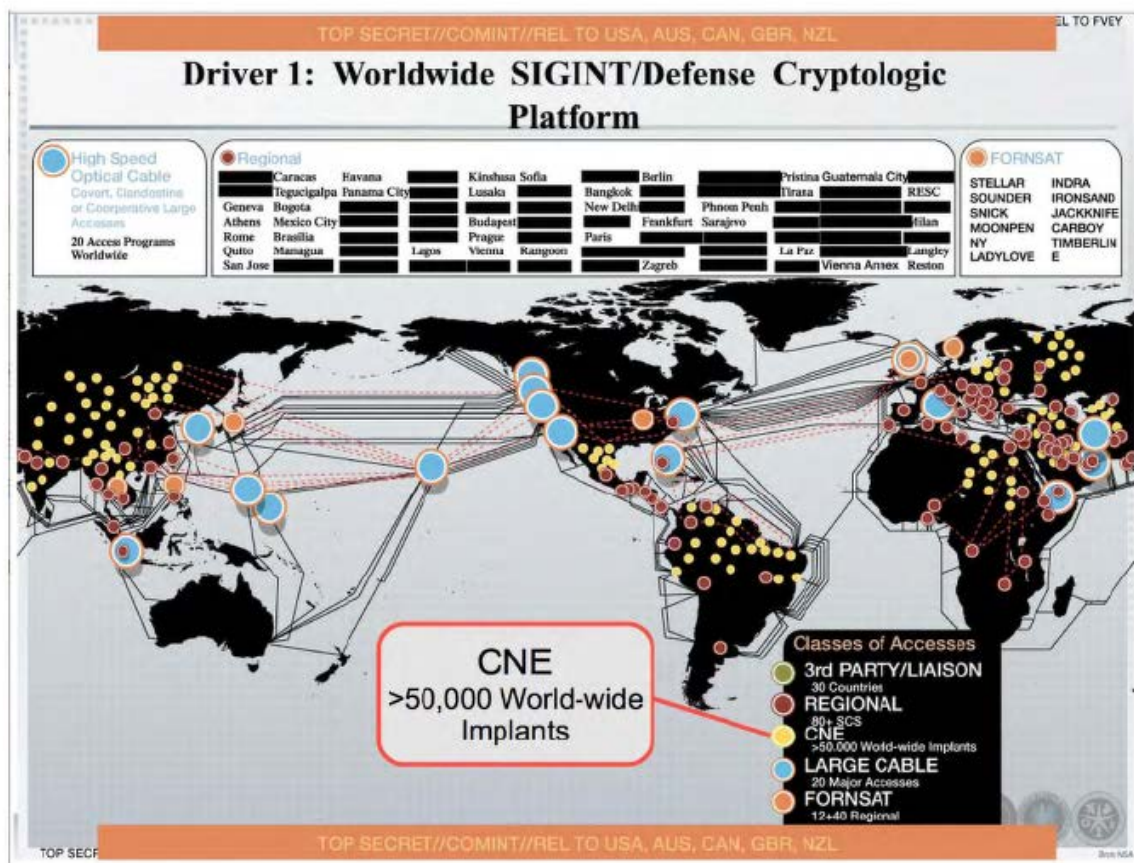 EL TO FVEY
TOP SECRET//COMINT//REL TO USA, AUS, CAN, GBR, NZL
Driver 1: Worldwide SIGINT/Defense Cryptologic
Platform
High Speed
Optical Cable
Covert, Clandestine
or Cooperative Large
Accesses
20 Access Programs
Worldwide
Regional
Caracas Havana Kinshasa Sofia Berlin Pristina Guatemala City
Tegucigalpa Panama City Lusaka Bangkok Tirana RESC
Geneva Bogota New Delhi Phnom Penh
Athens Mexico City Budapest Frankfurt Sarajevo Milan
Rome Brasilia Prague Paris
Quito Managua Lagos Vienna Rangoon La Paz Langley
San Jose Zagreb Vienna Annex Reston
FORNSAT
STELLAR INDRA
SOUNDER IRONSAND
SNICK JACKKNIFE
MOONPEN CARBOY
NY TIMBERLIN
LADYLOVE E
CNE
>50,000 World-wide
Implants
Classes of Accesses
3rd PARTY/LIAISON
30 Countries
REGIONAL
80+ SCS
CNE
>50.000 World-wide Implants
LARGE CABLE
20 Major Accesses
FORNSAT
12+40 Regional
TOP SECRET//COMINT//REL TO USA, AUS, CAN, GBR, NZL
TOP SECR